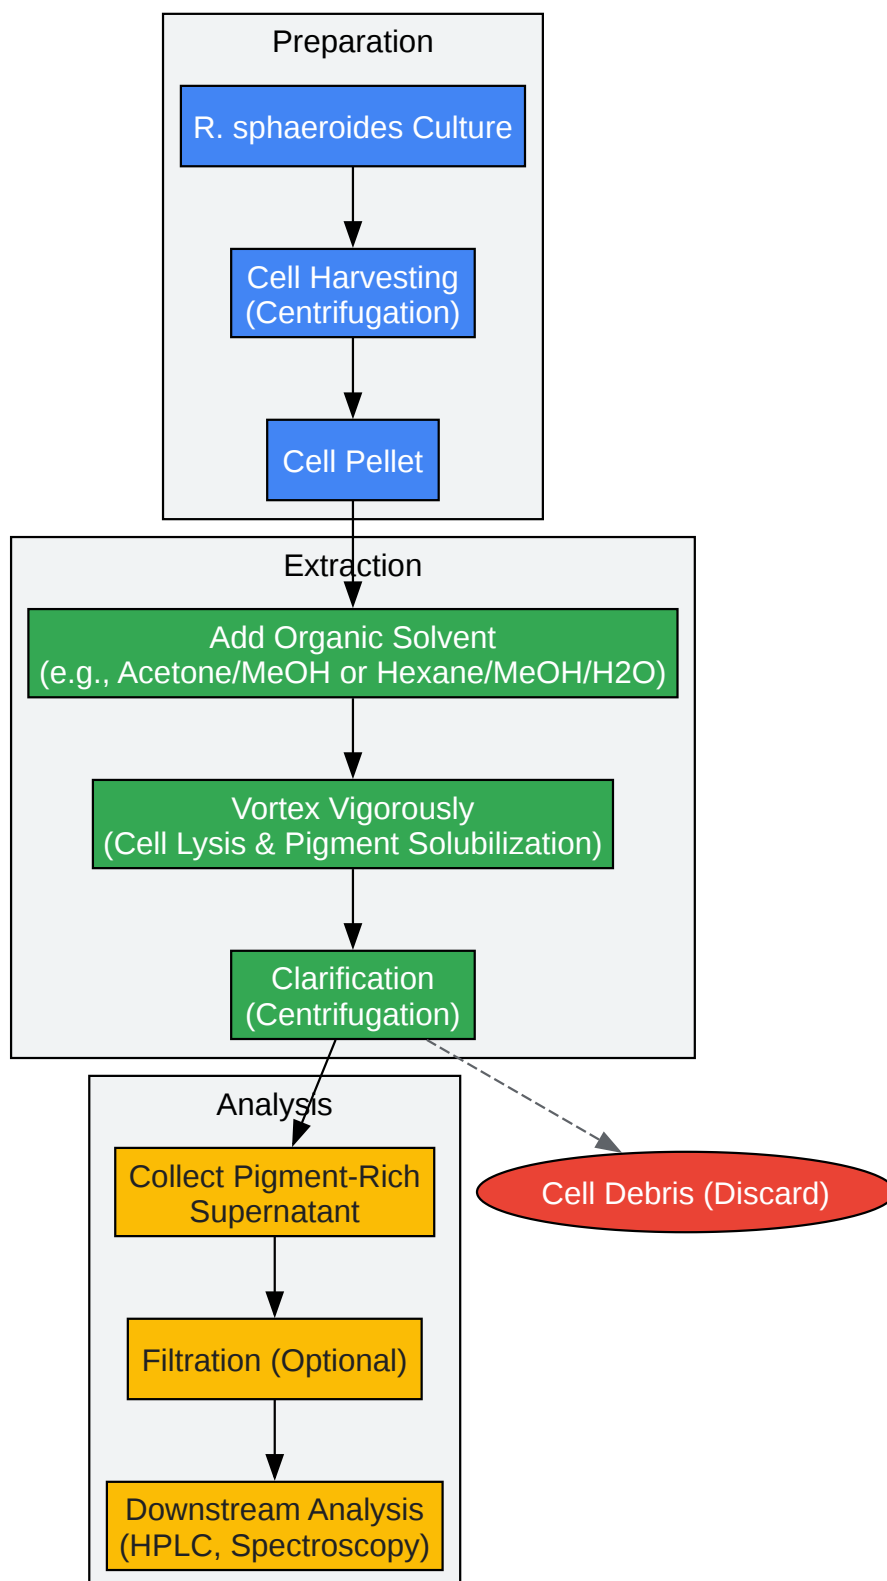 Preparation
R. sphaeroides Culture
Cell Harvesting
(Centrifugation)
Cell Pellet
Extraction
Add Organic Solvent
(e.g., Acetone/MeOH or Hexane/MeOH/H2O)
Vortex Vigorously
(Cell Lysis & Pigment Solubilization)
Clarification
(Centrifugation)
Analysis
Collect Pigment-Rich
Supernatant
Cell Debris (Discard)
Filtration (Optional)
Downstream Analysis
(HPLC, Spectroscopy)